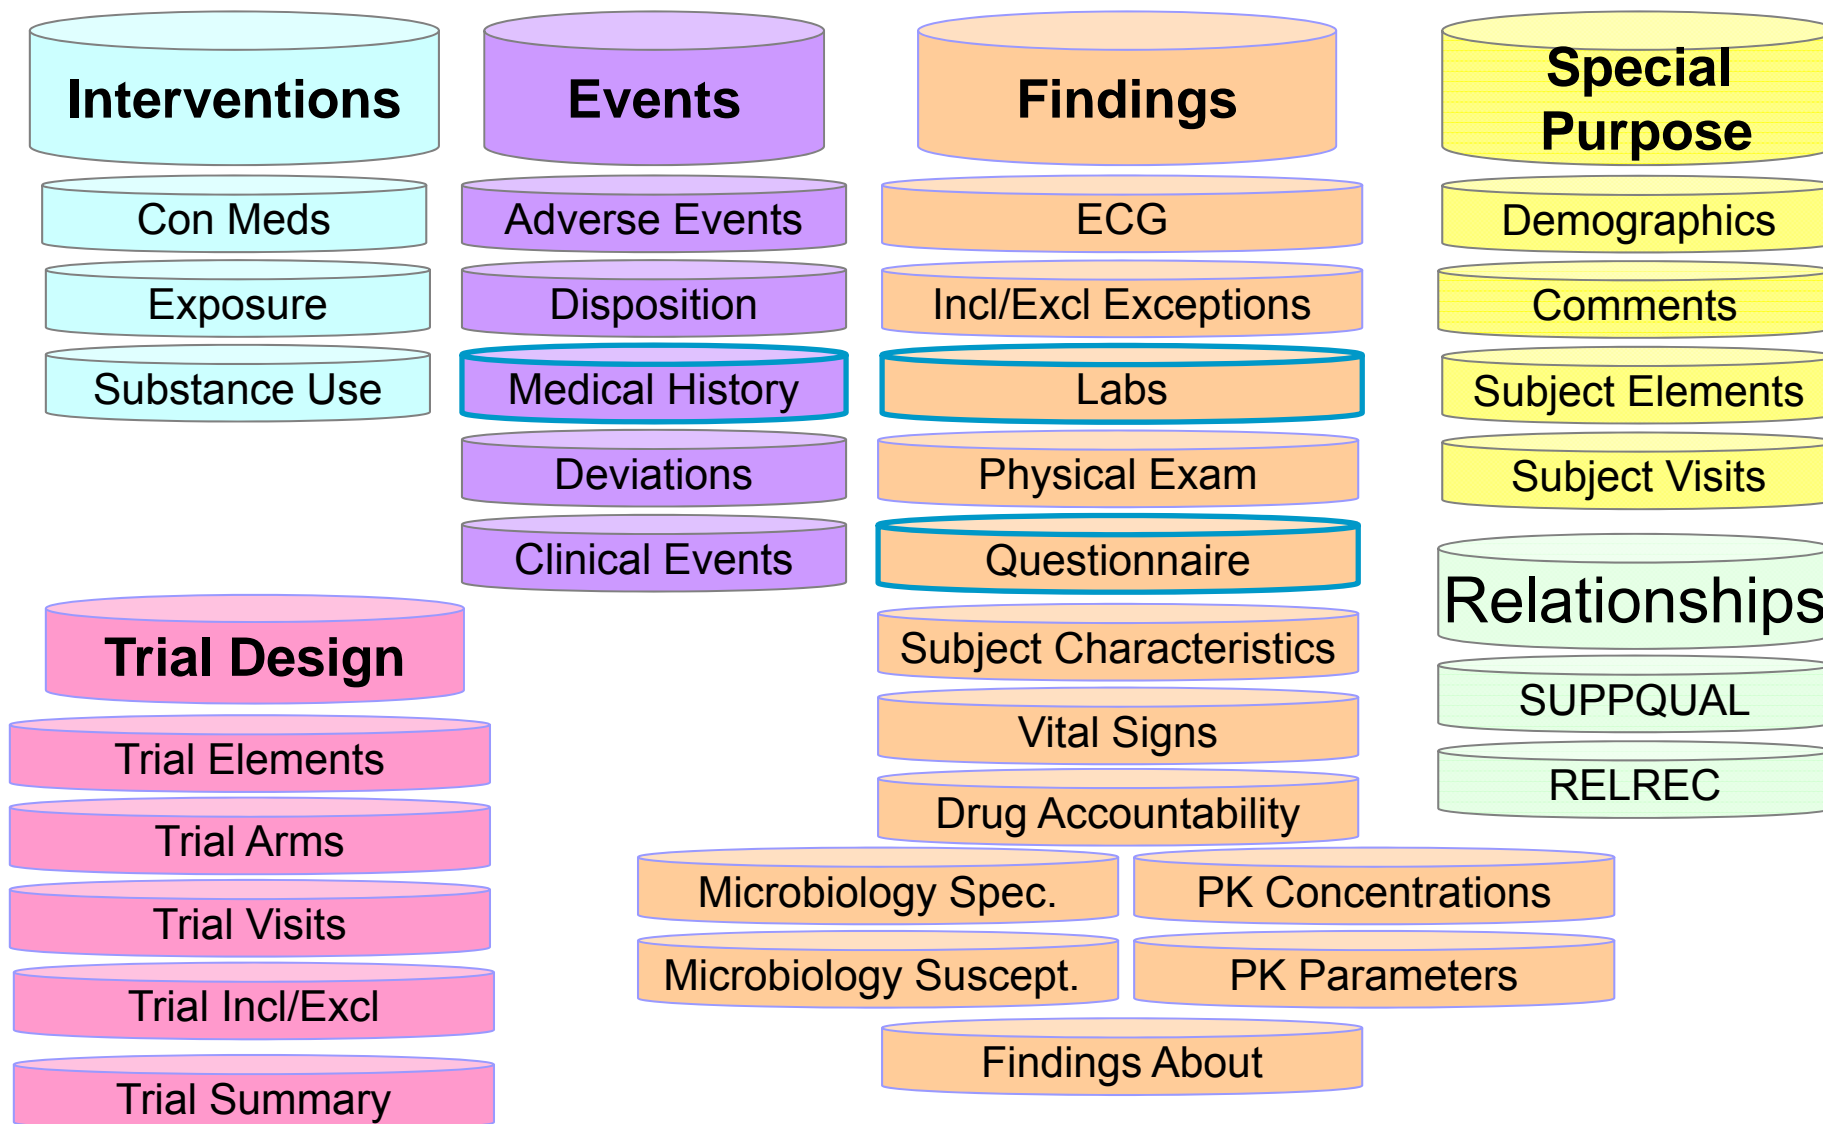 Interventions
Con Meds
Exposure
Substance Use
Events
Adverse Events
Disposition
Medical History
Deviations
Clinical Events
Findings
ECG
Incl/Excl Exceptions
Labs
Physical Exam
Questionnaire
Subject Characteristics
Vital Signs
Drug Accountability
Microbiology Spec.
PK Concentrations
Microbiology Suscept.
PK Parameters
Findings About
Special
Purpose
Demographics
Comments
Subject Elements
Subject Visits
Relationships
SUPPQUAL
RELREC
Trial Design
Trial Elements
Trial Arms
Trial Visits
Trial Incl/Excl
Trial Summary